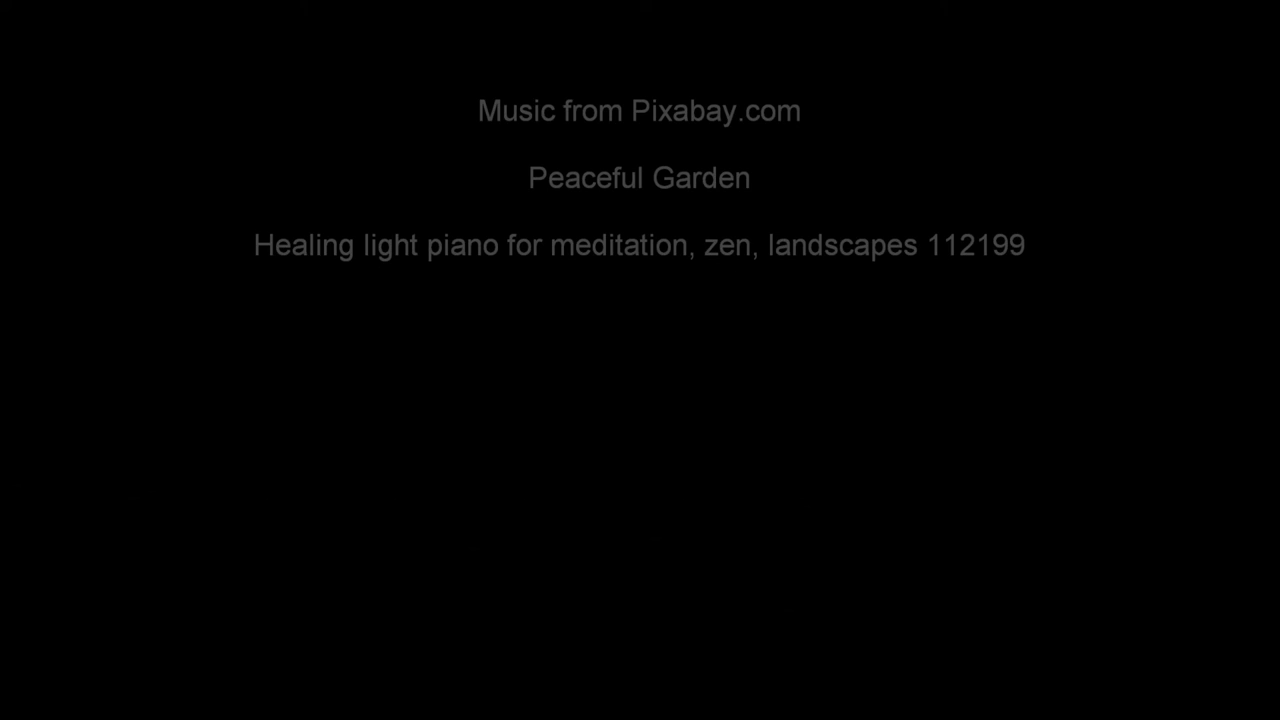 Music from Pixabay.com
Peaceful Garden
Healing light piano for meditation, zen, landscapes 112199